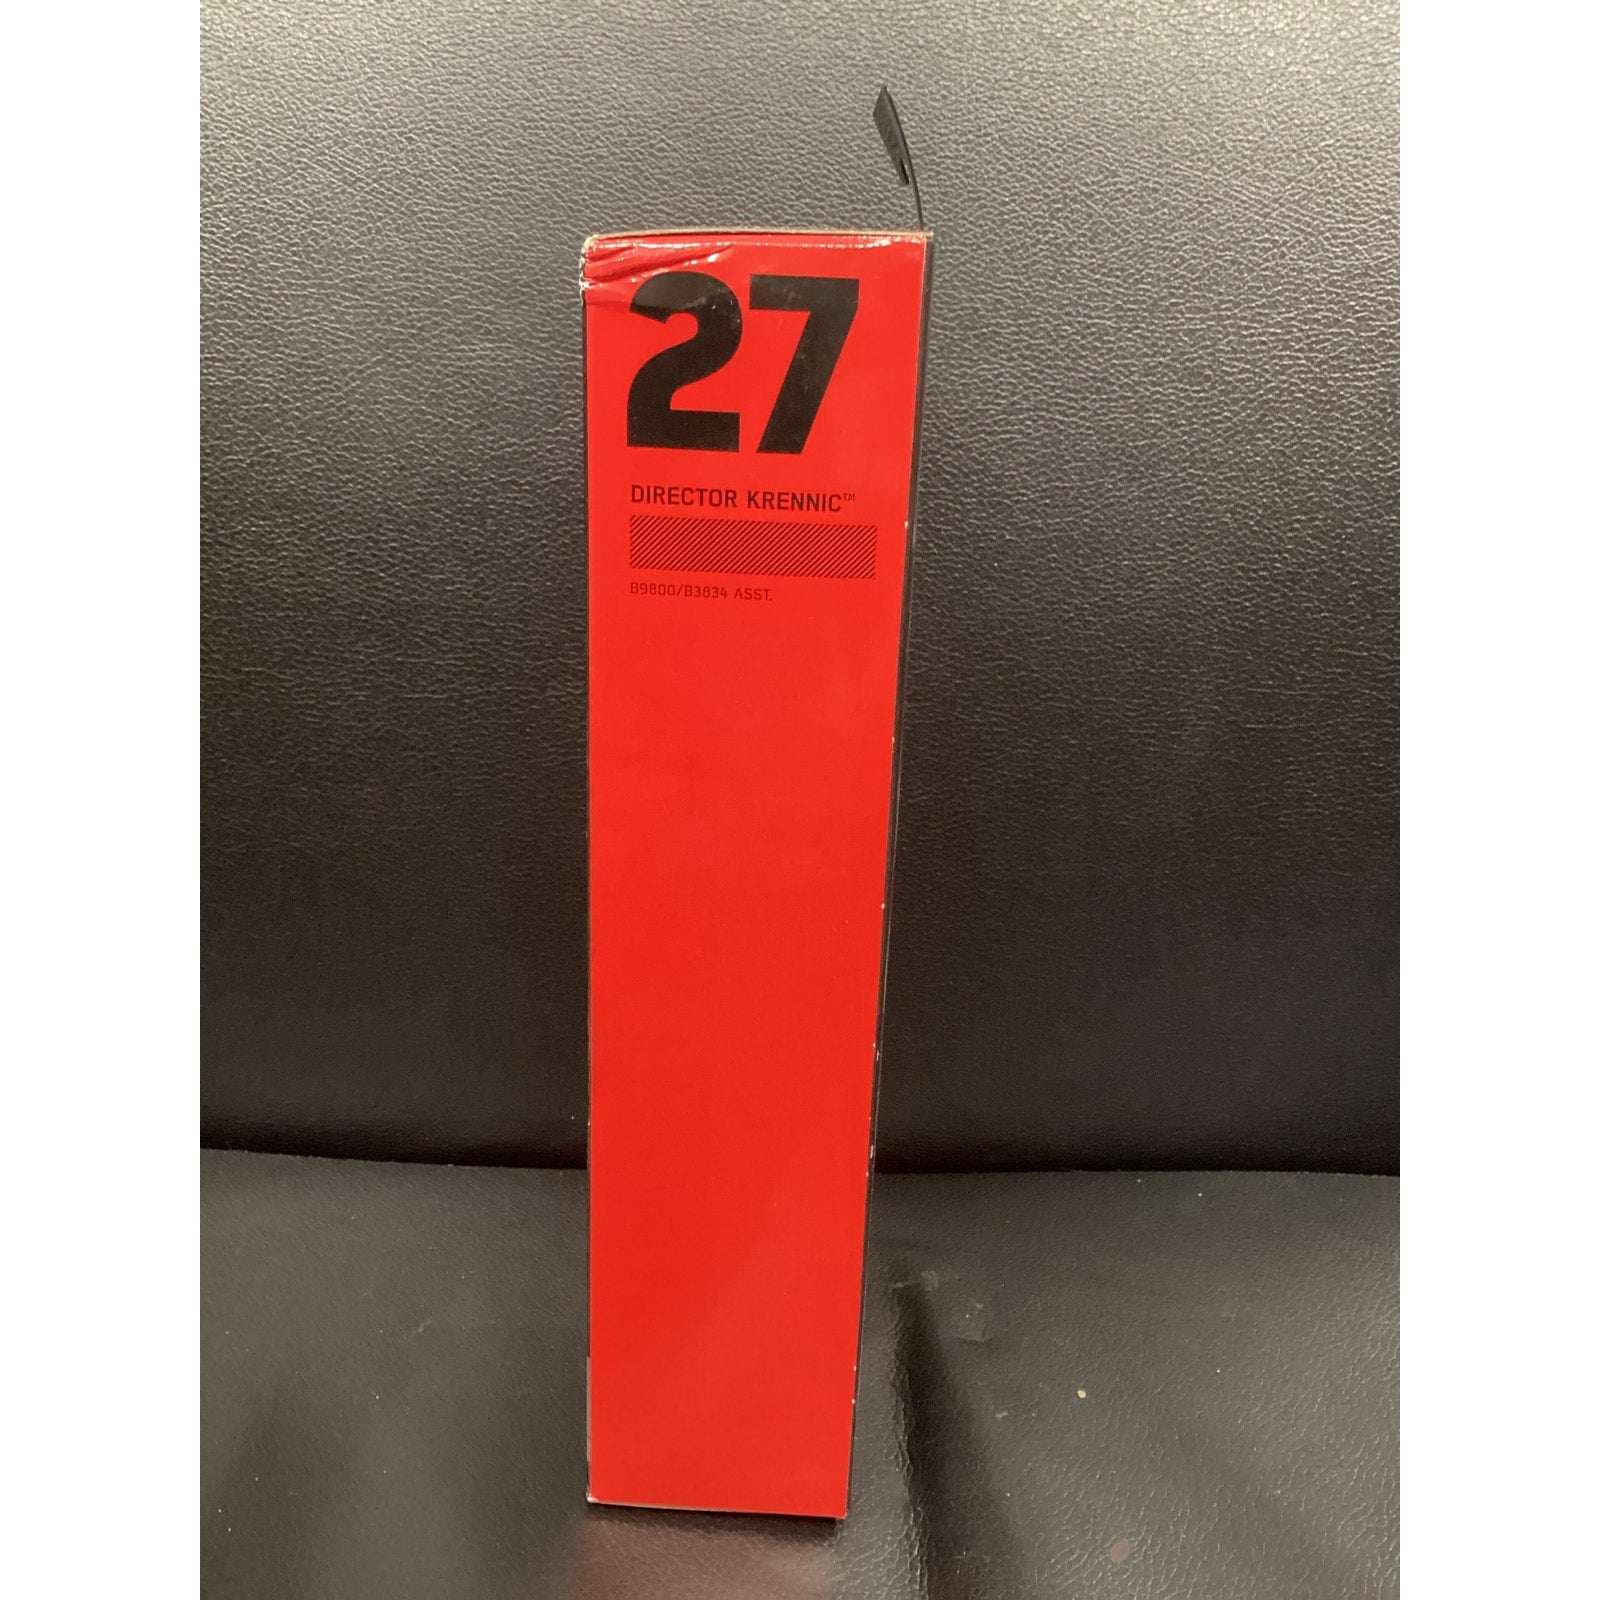 27
DIRECTOR KRENNIC™
B9800/B3834 ASST.